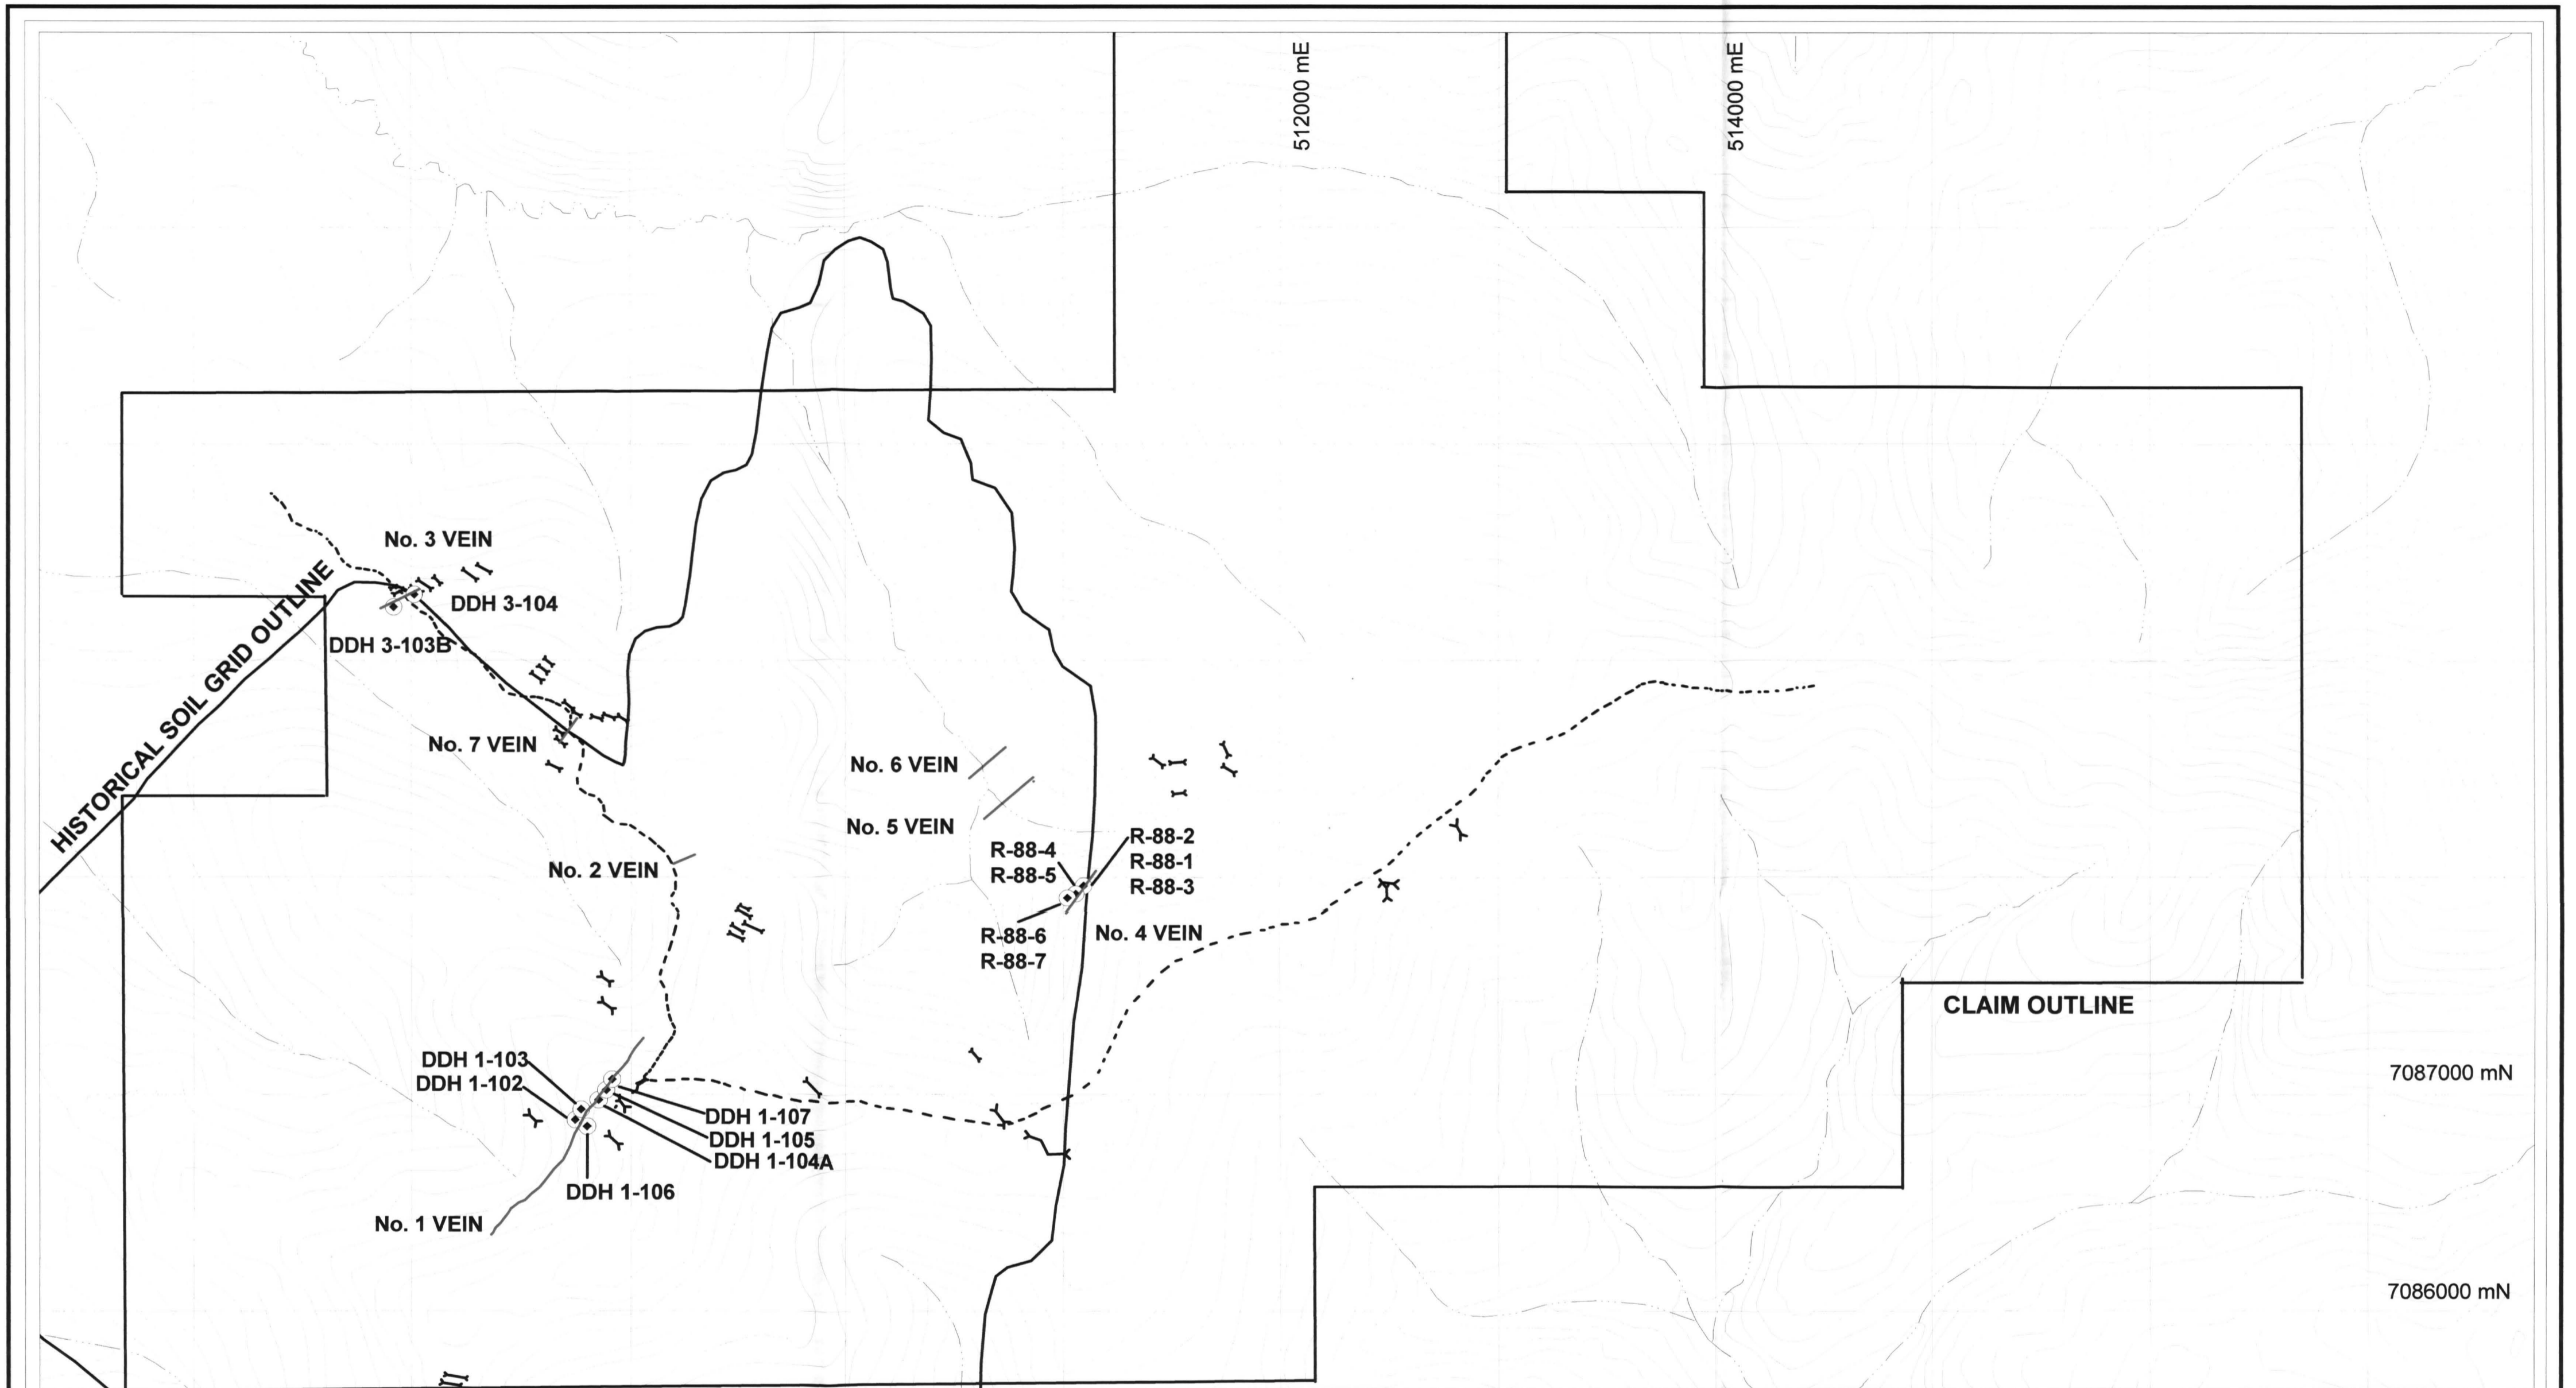 512000 mE
514000 mE
No. 3 VEIN
DDH 3-104
DDH 3-103B
HISTORICAL SOIL GRID OUTLINE
No. 7 VEIN
No. 6 VEIN
No. 5 VEIN
No. 2 VEIN
R-88-4
R-88-5
R-88-2
R-88-1
R-88-3
R-88-6
R-88-7
No. 4 VEIN
CLAIM OUTLINE
DDH 1-103
DDH 1-102
DDH 1-107
DDH 1-105
DDH 1-104A
DDH 1-106
No. 1 VEIN
7087000 mN
7086000 mN